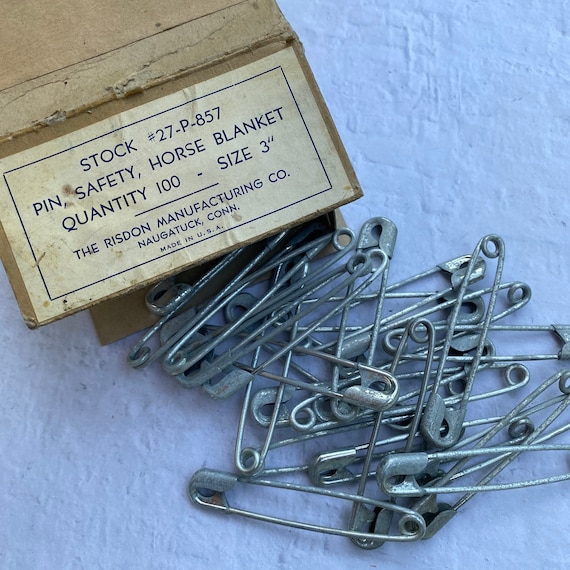 STOCK #27-P-857
PIN, SAFETY, HORSE BLANKET
QUANTITY 100 - SIZE 3"
THE RISDON MANUFACTURING CO.
NAUGATUCK, CONN.
MADE IN U.S.A.